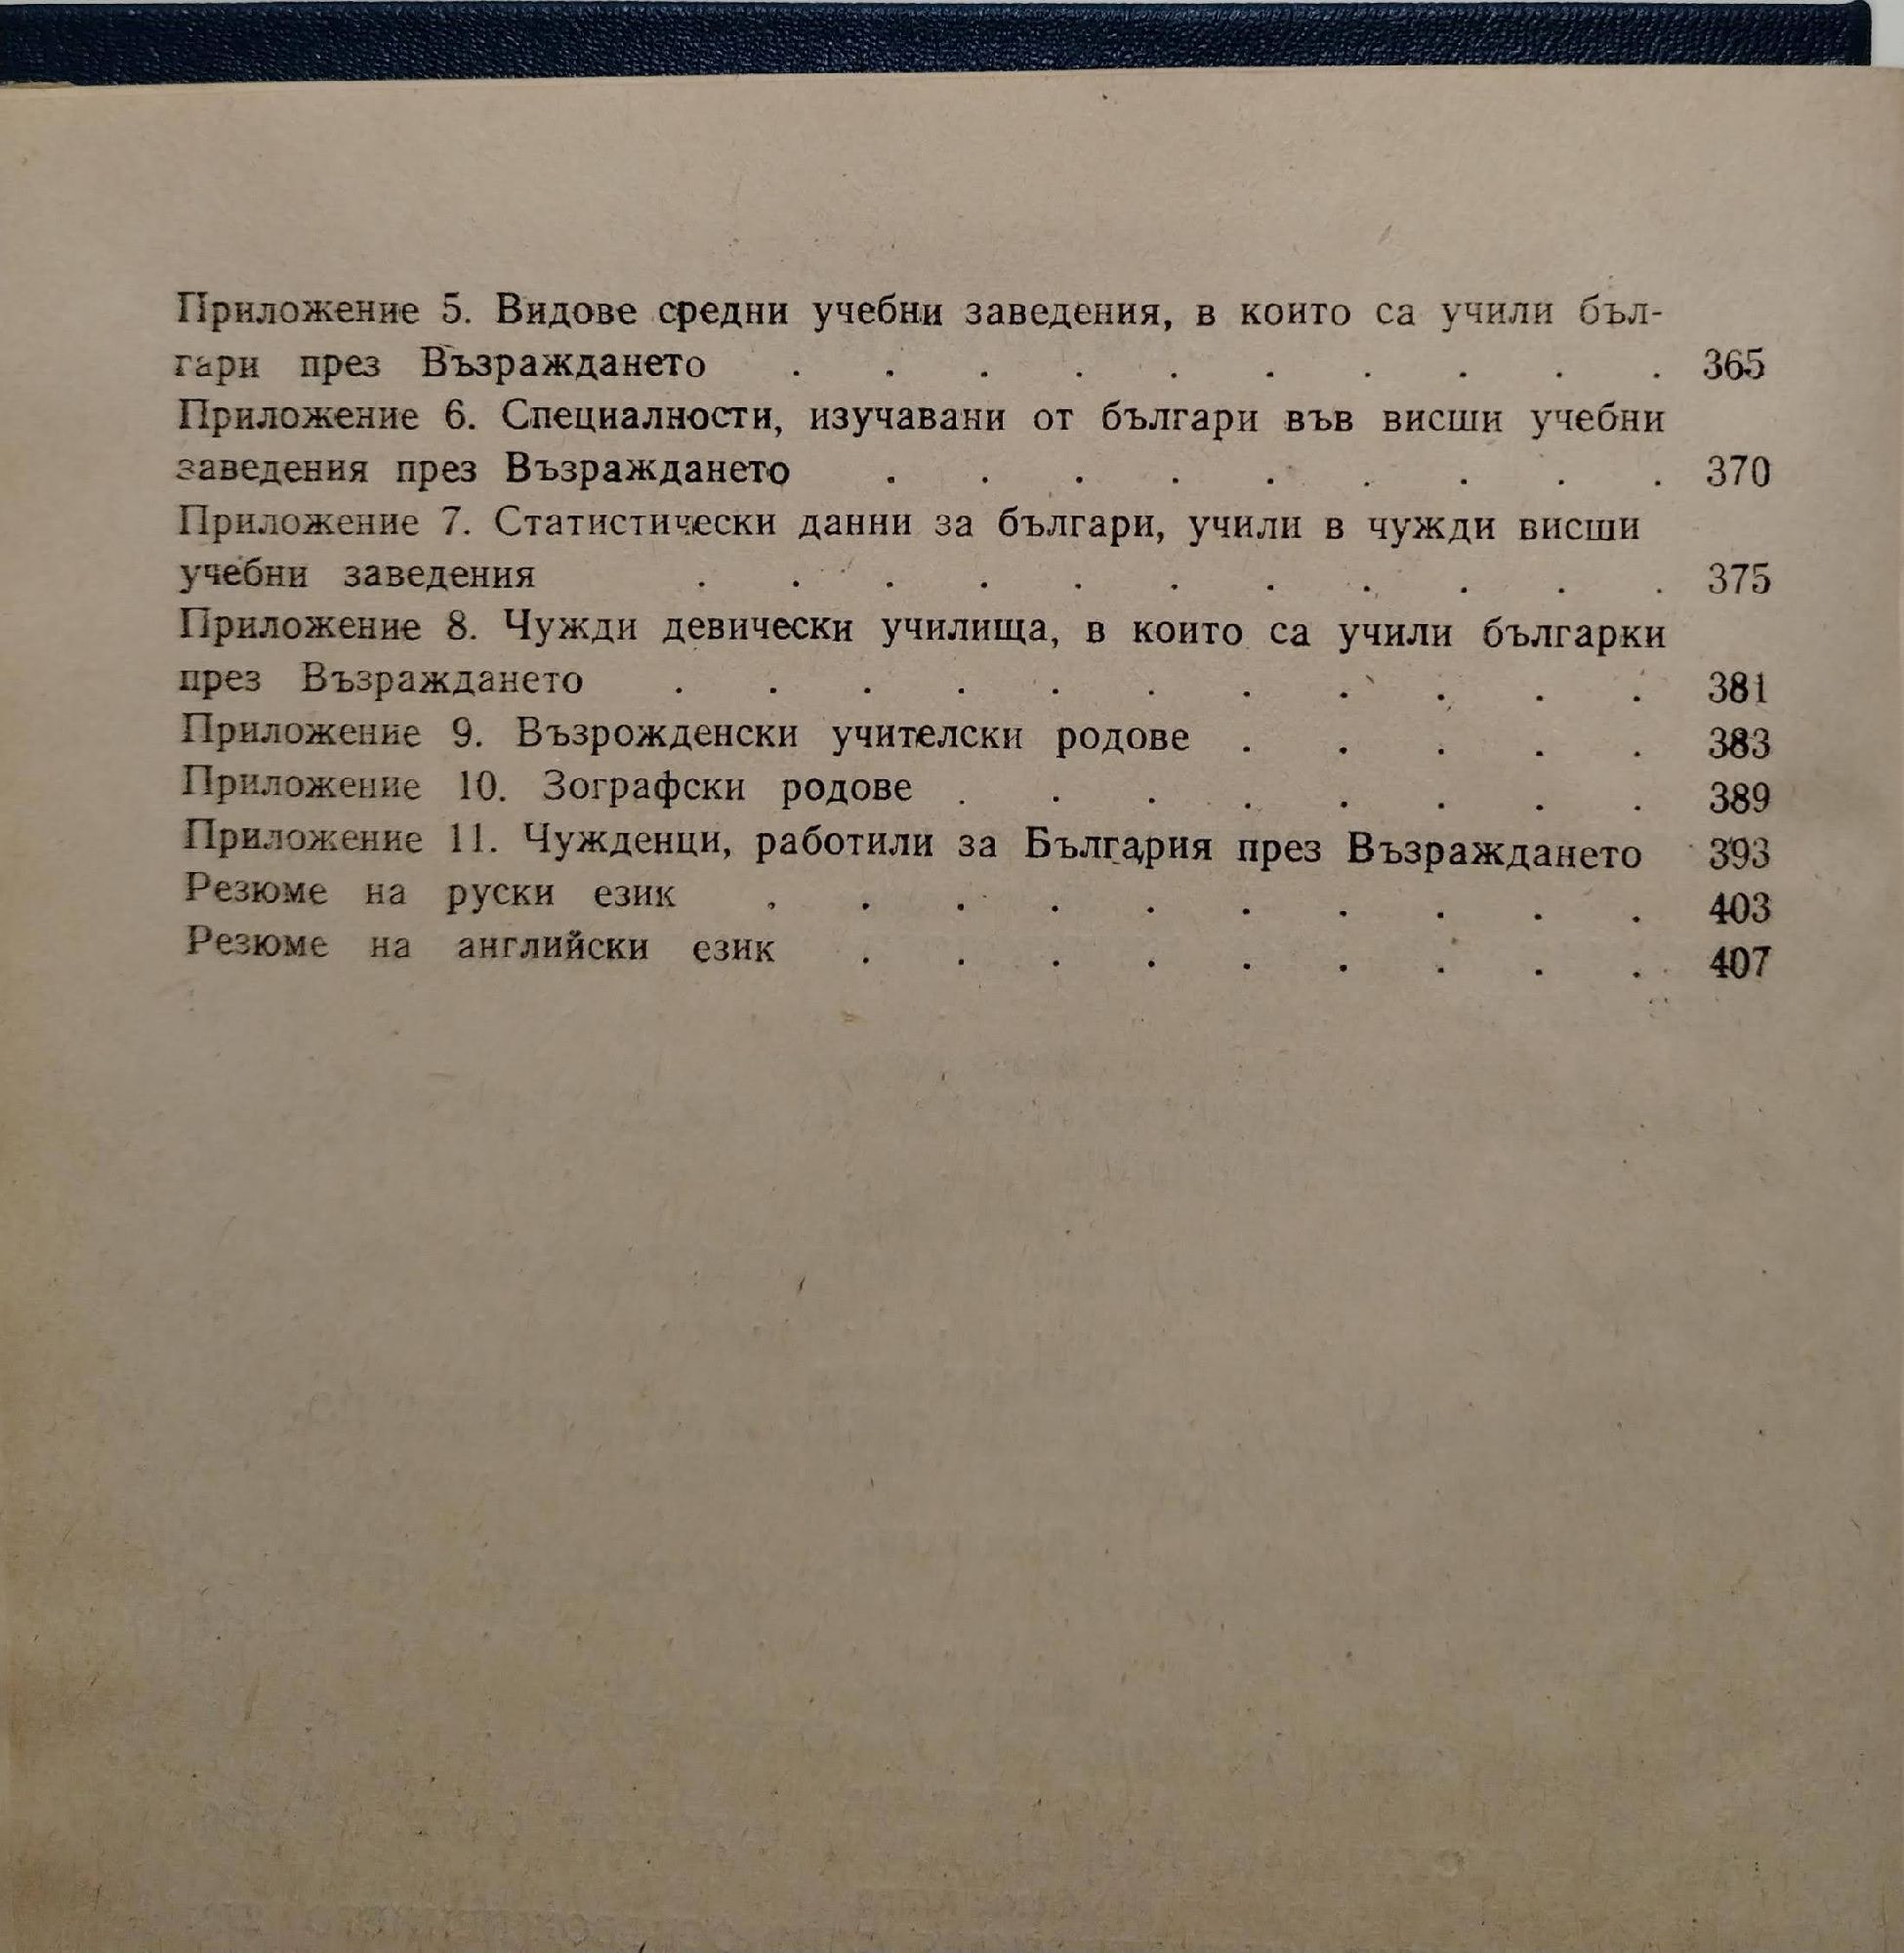 Приложение 5. Видове средни учебни заведения, в които са учили бъл-
гари през Възраждането . . . . . . . . . . 365
Приложение 6. Специалности, изучавани от българи във висши учебни
заведения през Възраждането . . . . . . . . . 370
Приложение 7. Статистически данни за българи, учили в чужди висши
учебни заведения . . . . . . . . . . . 375
Приложение 8. Чужди девически училища, в които са учили българки
през Възраждането . . . . . . . . . . . 381
Приложение 9. Възрожденски учителски родове . . . . . 383
Приложение 10. Зографски родове . . . . . . . . 389
Приложение 11. Чужденци, работили за България през Възраждането 393
Резюме на руски език . . . . . . . . . . 403
Резюме на английски език . . . . . . . . . 407